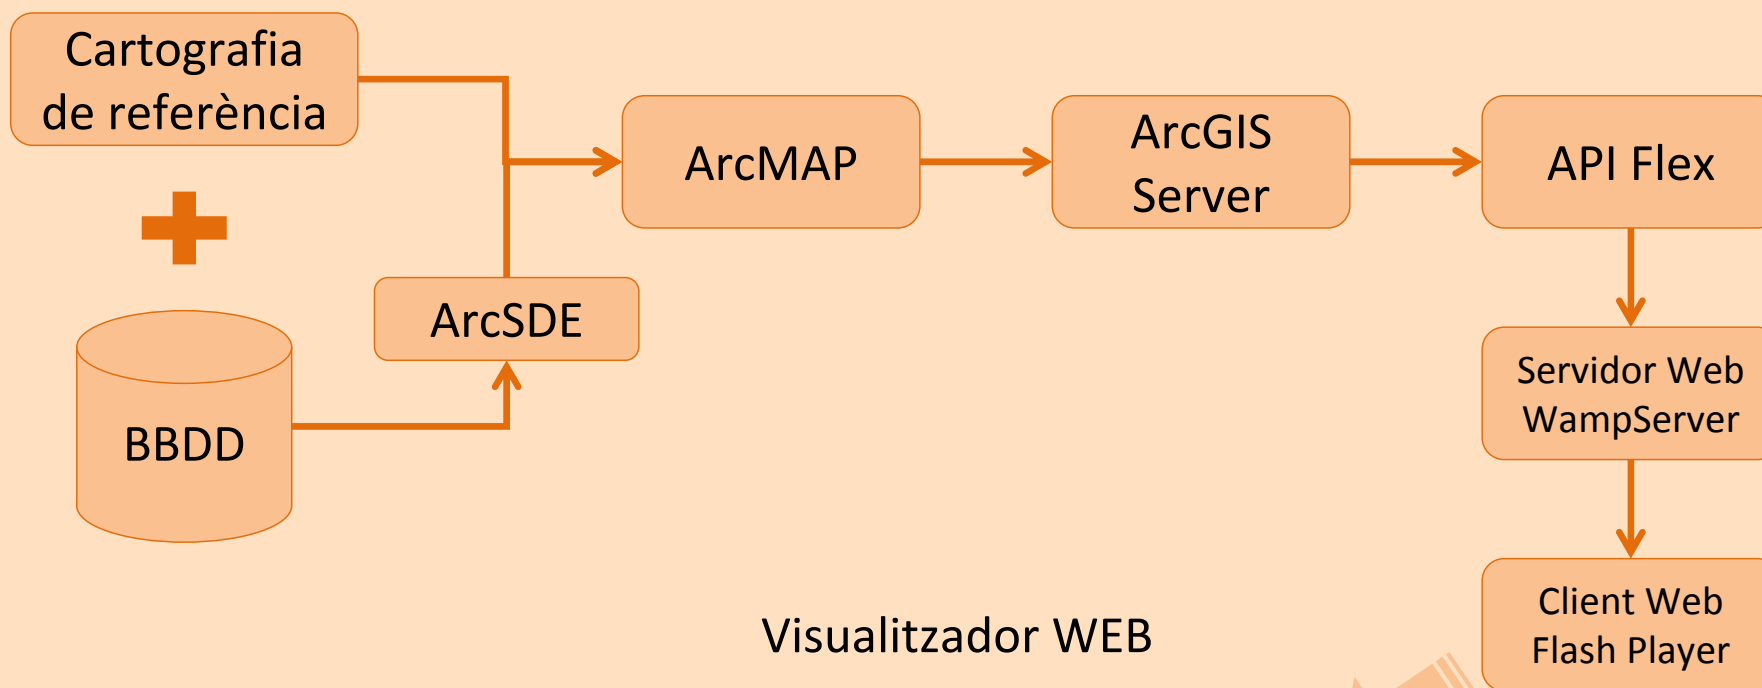 Cartografia
de referència
ArcMAP
ArcGIS
Server
API Flex
ArcSDE
BBDD
Servidor Web
WampServer
Client Web
Flash Player
Visualitzador WEB